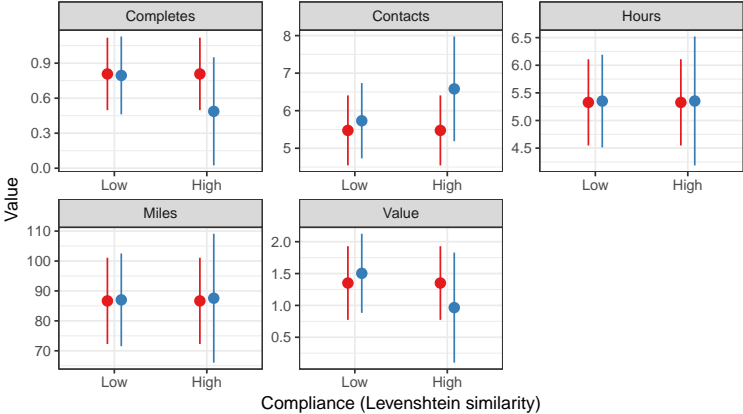 Completes
Contacts
Hours
0.9
0.6
0.3
0.0
8
7
6
5
6.5
6.0
5.5
5.0
4.5
Low
High
Low
High
Low
High
Value
Miles
Value
110
100
90
80
70
2.0
1.5
1.0
0.5
Low
High
Low
High
Compliance (Levenshtein similarity)